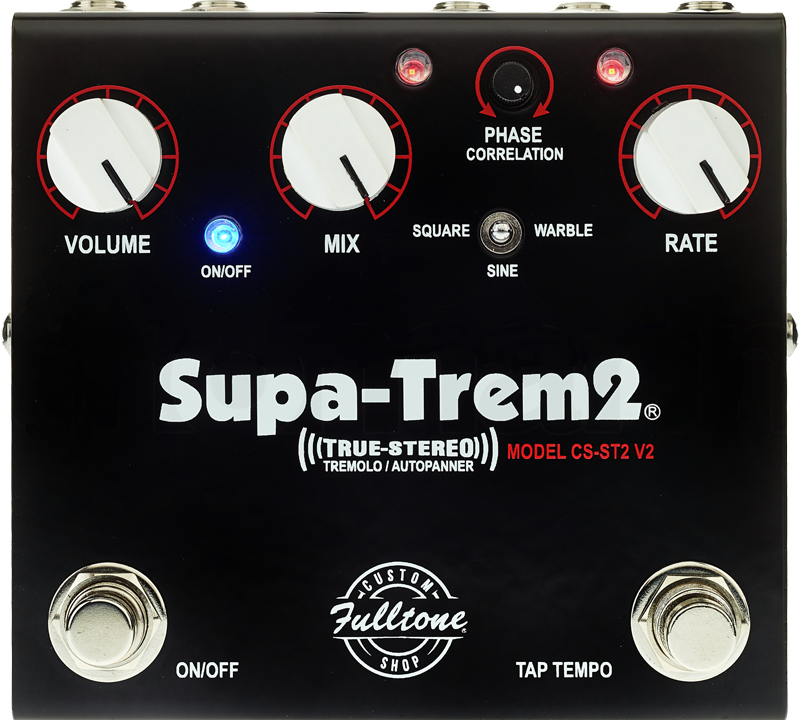 PHASE
CORRELATION
VOLUME
MIX
RATE
SQUARE
WARBLE
SINE
ON/OFF
Supa-Trem2®
(((TRUE-STEREO)))
TREMOLO / AUTOPANNER
MODEL CS-ST2 V2
CUSTOM
Fulltone®
SHOP
ON/OFF
TAP TEMPO